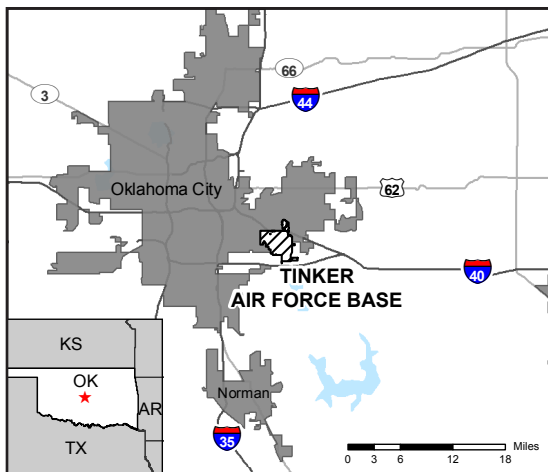 66
3
44
Oklahoma City
62
TINKER
AIR FORCE BASE
40
KS
OK
AR
TX
Norman
35
Miles
0 3 6 12 18